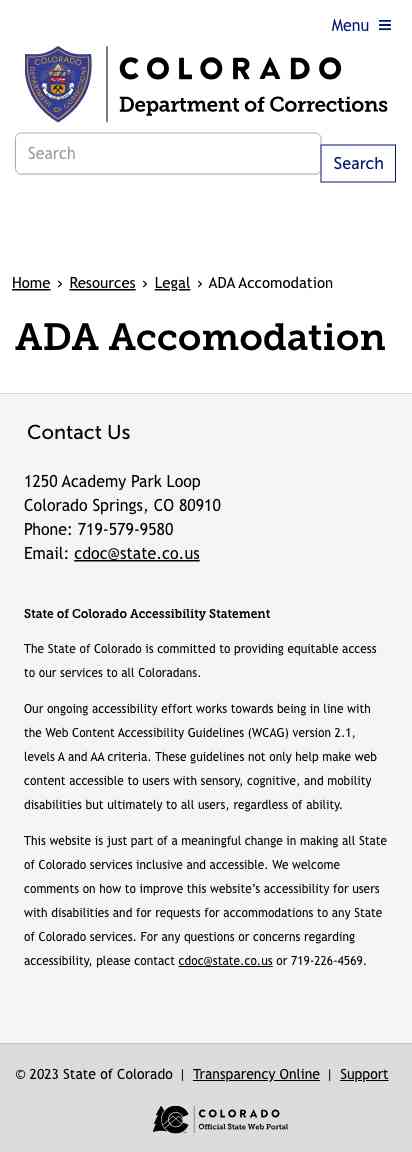 Menu
COLORADO
Department of Corrections
COLORADO
DEPARTMENT OF CORRECTIONS
Search
Search
Home › Resources › Legal › ADA Accomodation
ADA Accomodation
Contact Us
1250 Academy Park Loop
Colorado Springs, CO 80910
Phone: 719-579-9580
Email: cdoc@state.co.us
State of Colorado Accessibility Statement
The State of Colorado is committed to providing equitable access
to our services to all Coloradans.
Our ongoing accessibility effort works towards being in line with
the Web Content Accessibility Guidelines (WCAG) version 2.1,
levels A and AA criteria. These guidelines not only help make web
content accessible to users with sensory, cognitive, and mobility
disabilities but ultimately to all users, regardless of ability.
This website is just part of a meaningful change in making all State
of Colorado services inclusive and accessible. We welcome
comments on how to improve this website's accessibility for users
with disabilities and for requests for accommodations to any State
of Colorado services. For any questions or concerns regarding
accessibility, please contact cdoc@state.co.us or 719-226-4569.
© 2023 State of Colorado | Transparency Online | Support
COLORADO
Official State Web Portal